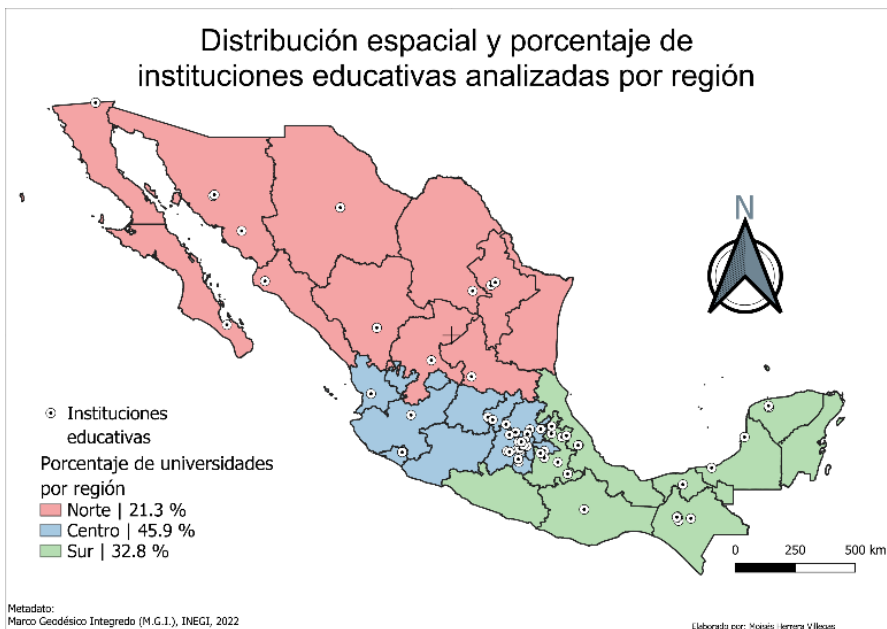 Distribución espacial y porcentaje de
instituciones educativas analizadas por región
N
Instituciones
educativas
Porcentaje de universidades
por región
Norte | 21.3 %
Centro | 45.9 %
Sur | 32.8 %
0 250 500 km
Metadato:
Marco Geodésico Integredo (M.G.I.), INEGI, 2022
Elaborado por: Moisés Herrera Villegas